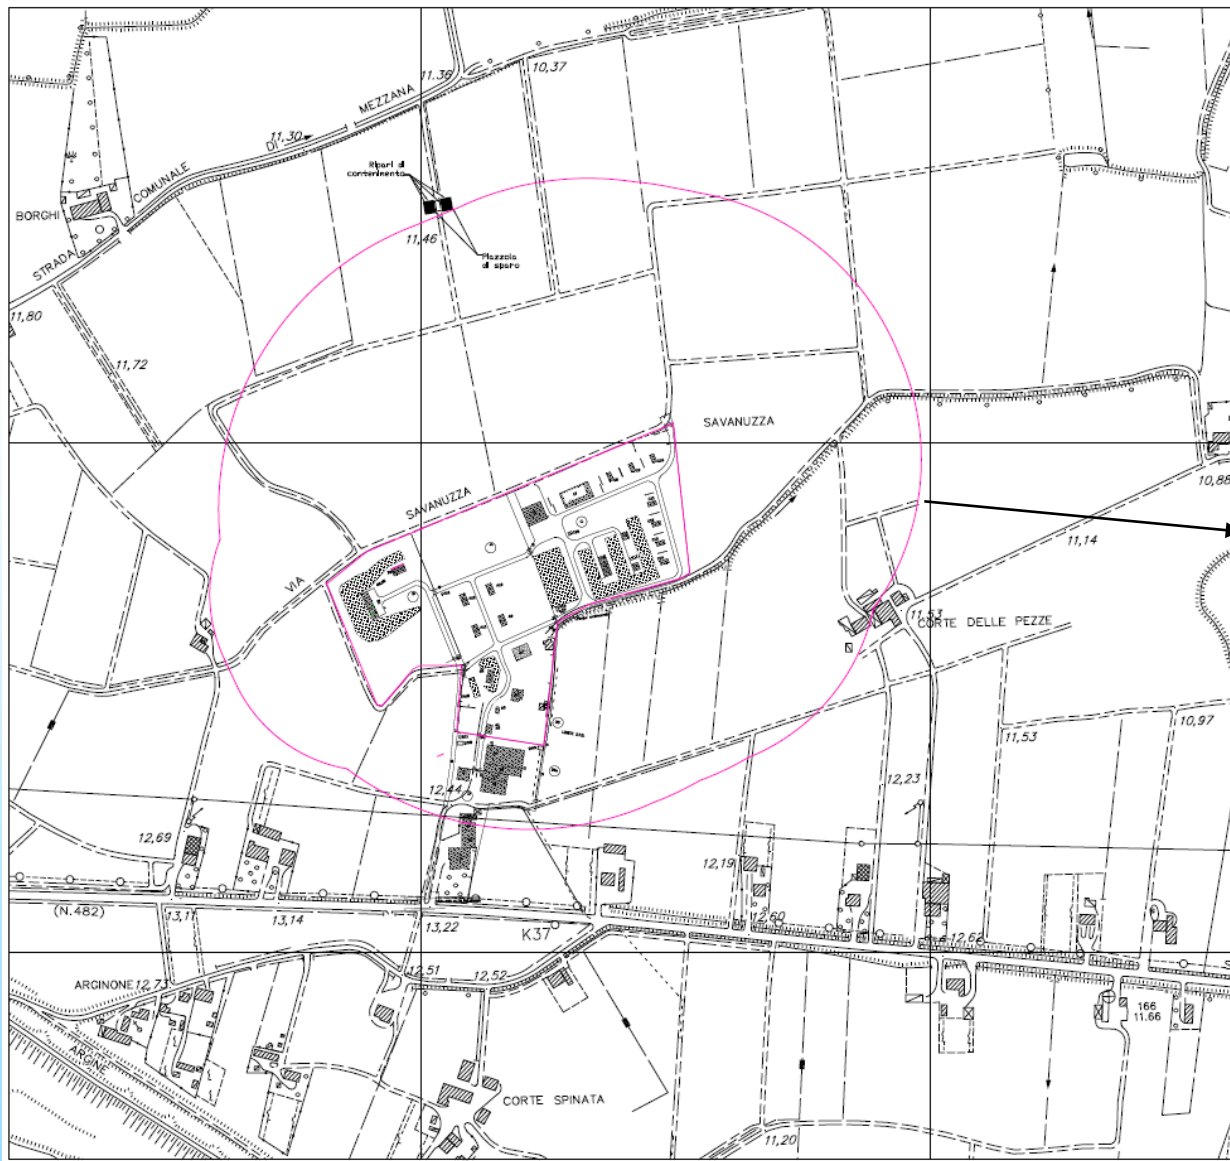 10,37
11.36
MEZZANA
DI
11,30
Ripari di
contenimento
COMUNALE
BORGHI
STRADA
11,46
Piazzola
di sparo
11,80
11,72
SAVANUZZA
SAVANUZZA
VIA
10,88
11,14
11,53
CORTE DELLE PEZZE
10,97
11,53
12,23
12,44
12,69
12,19
(N.482)
13,11
13,14
13,22
K37
12,60
12,62
12,51
12,52
ARGINONE
12,73
166
11.66
ARGINE
CORTE SPINATA
11,20